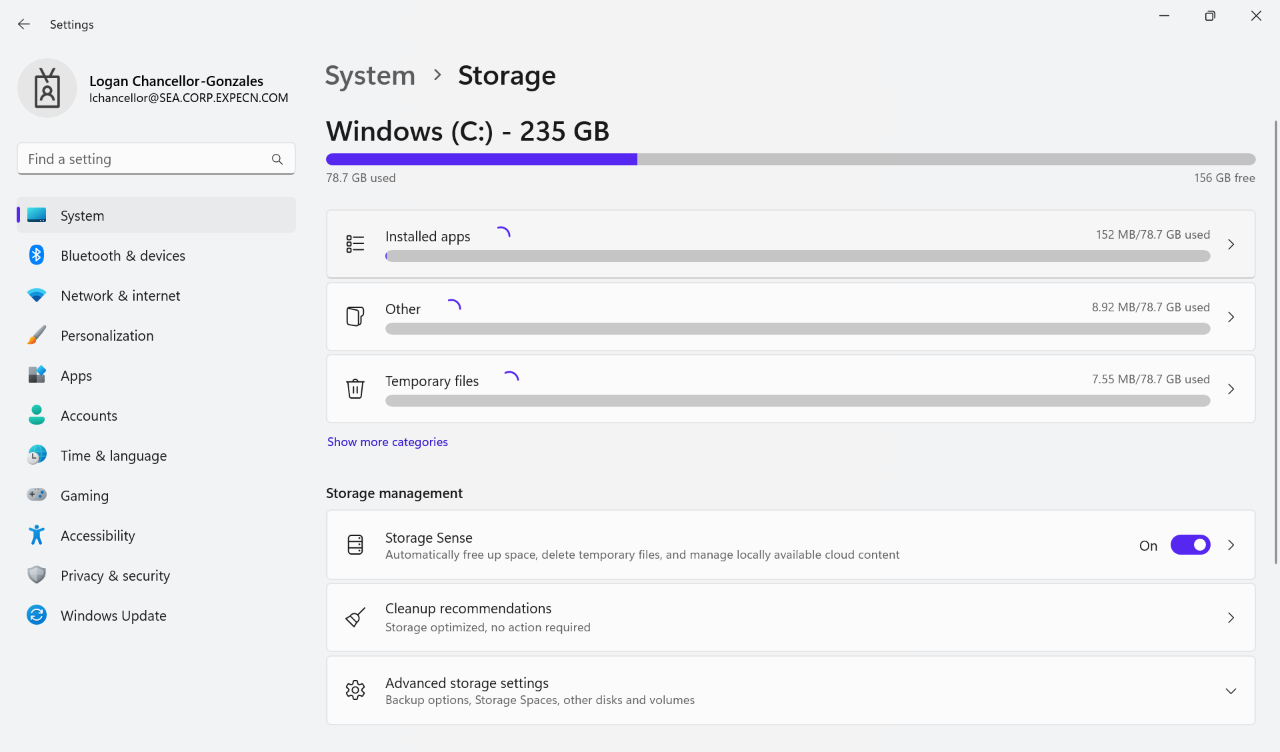 Settings
Logan Chancellor-Gonzales
lchancellor@SEA.CORP.EXPECN.COM
Find a setting
System
Bluetooth & devices
Network & internet
Personalization
Apps
Accounts
Time & language
Gaming
Accessibility
Privacy & security
Windows Update
System > Storage
Windows (C:) - 235 GB
78.7 GB used 156 GB free
Installed apps 152 MB/78.7 GB used
Other 8.92 MB/78.7 GB used
Temporary files 7.55 MB/78.7 GB used
Show more categories
Storage management
Storage Sense On
Automatically free up space, delete temporary files, and manage locally available cloud content
Cleanup recommendations
Storage optimized, no action required
Advanced storage settings
Backup options, Storage Spaces, other disks and volumes